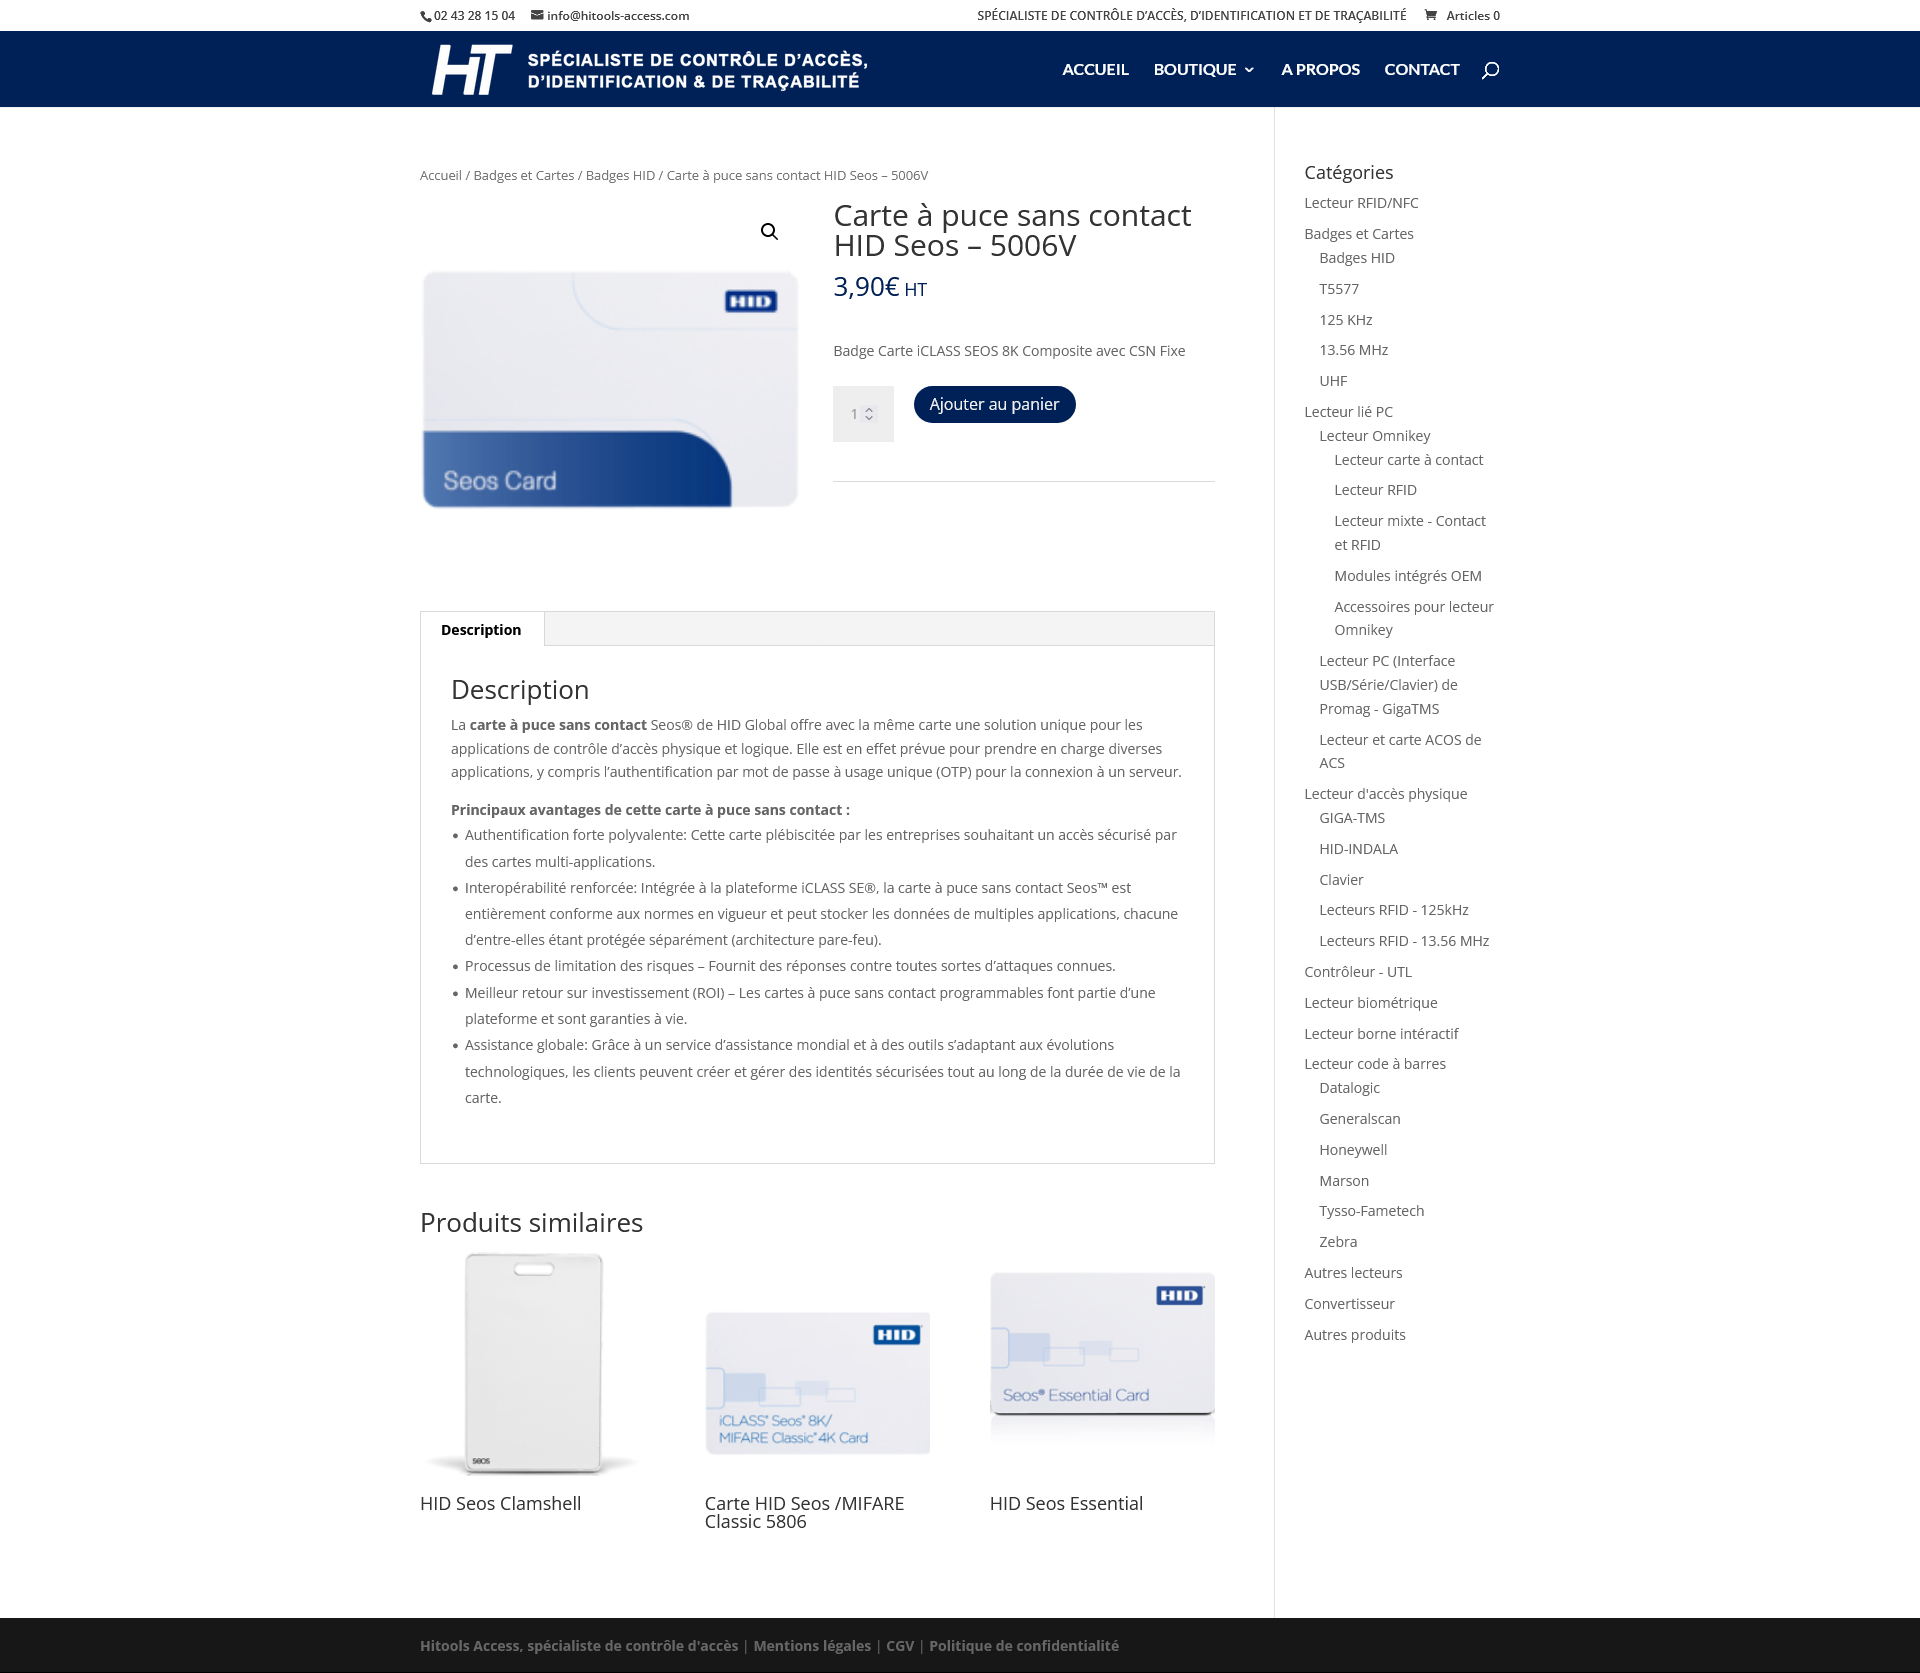 02 43 28 15 04
info@hitools-access.com
SPÉCIALISTE DE CONTRÔLE D’ACCÈS, D’IDENTIFICATION ET DE TRAÇABILITÉ
Articles 0
HT
SPÉCIALISTE DE CONTRÔLE D’ACCÈS,
D’IDENTIFICATION & DE TRAÇABILITÉ
ACCUEIL
BOUTIQUE
A PROPOS
CONTACT
Accueil / Badges et Cartes / Badges HID / Carte à puce sans contact HID Seos – 5006V
HID
Seos Card
Carte à puce sans contact
HID Seos – 5006V
3,90€ HT
Badge Carte iCLASS SEOS 8K Composite avec CSN Fixe
1
Ajouter au panier
Description
Description
La carte à puce sans contact Seos® de HID Global offre avec la même carte une solution unique pour les
applications de contrôle d’accès physique et logique. Elle est en effet prévue pour prendre en charge diverses
applications, y compris l’authentification par mot de passe à usage unique (OTP) pour la connexion à un serveur.
Principaux avantages de cette carte à puce sans contact :
• Authentification forte polyvalente: Cette carte plébiscitée par les entreprises souhaitant un accès sécurisé par
des cartes multi-applications.
• Interopérabilité renforcée: Intégrée à la plateforme iCLASS SE®, la carte à puce sans contact Seos™ est
entièrement conforme aux normes en vigueur et peut stocker les données de multiples applications, chacune
d’entre-elles étant protégée séparément (architecture pare-feu).
• Processus de limitation des risques – Fournit des réponses contre toutes sortes d’attaques connues.
• Meilleur retour sur investissement (ROI) – Les cartes à puce sans contact programmables font partie d’une
plateforme et sont garanties à vie.
• Assistance globale: Grâce à un service d’assistance mondial et à des outils s’adaptant aux évolutions
technologiques, les clients peuvent créer et gérer des identités sécurisées tout au long de la durée de vie de la
carte.
Produits similaires
HID Seos Clamshell
HID
iCLASS® Seos® 8K/
MIFARE Classic® 4K Card
Carte HID Seos /MIFARE
Classic 5806
HID
Seos® Essential Card
HID Seos Essential
Catégories
Lecteur RFID/NFC
Badges et Cartes
Badges HID
T5577
125 KHz
13.56 MHz
UHF
Lecteur lié PC
Lecteur Omnikey
Lecteur carte à contact
Lecteur RFID
Lecteur mixte - Contact
et RFID
Modules intégrés OEM
Accessoires pour lecteur
Omnikey
Lecteur PC (Interface
USB/Série/Clavier) de
Promag - GigaTMS
Lecteur et carte ACOS de
ACS
Lecteur d'accès physique
GIGA-TMS
HID-INDALA
Clavier
Lecteurs RFID - 125kHz
Lecteurs RFID - 13.56 MHz
Contrôleur - UTL
Lecteur biométrique
Lecteur borne intéractif
Lecteur code à barres
Datalogic
Generalscan
Honeywell
Marson
Tysso-Fametech
Zebra
Autres lecteurs
Convertisseur
Autres produits
Hitools Access, spécialiste de contrôle d'accès | Mentions légales | CGV | Politique de confidentialité